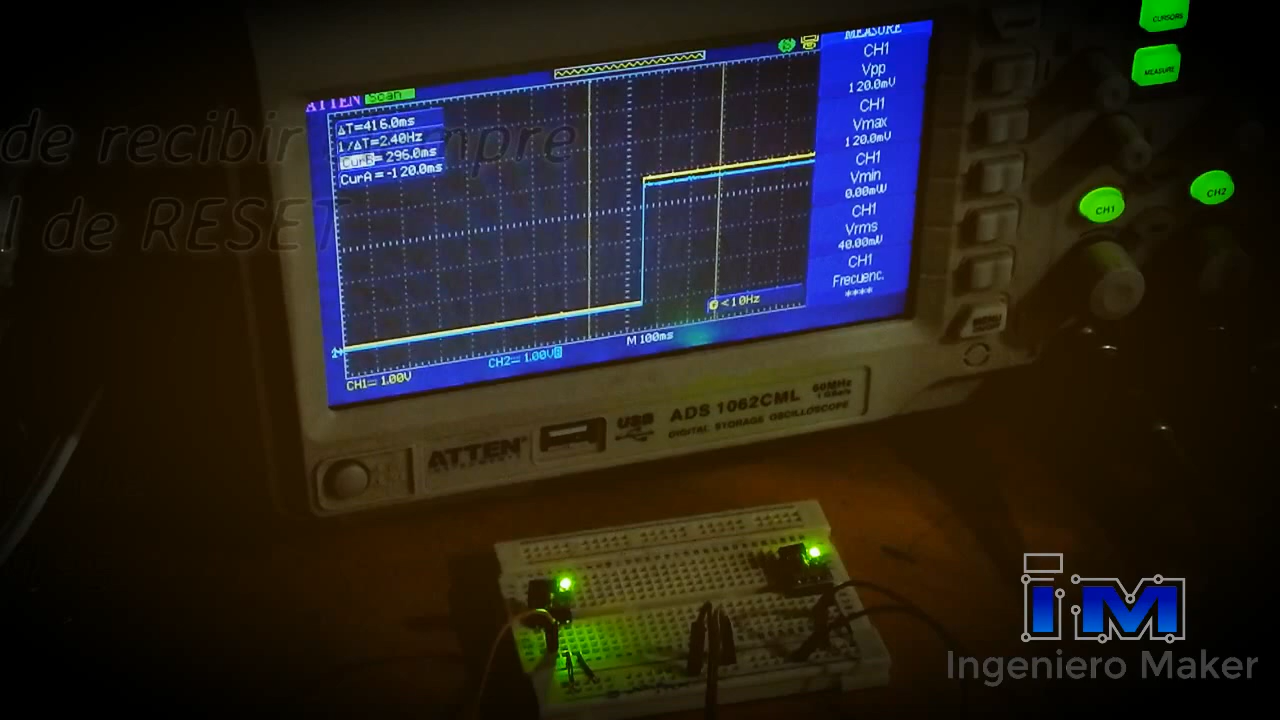 de recibir siempre
l de RESET
ATTEN
Scan
ΔT=416.0ms
1/ΔT=2.40Hz
CurB= 296.0ms
CurA=-120.0ms
MEASURE
CH1
Vpp
120.0mV
CH1
Vmax
120.0mV
CH1
Vmin
0.00mV
CH1
Vrms
40.00mV
CH1
Frecuenc.
****
<10Hz
M 100ms
CH2= 1.00V
CH1= 1.00V
CURSORS
MEASURE
CH1
CH2
MENU
ATTEN
USB
ADS 1062CML
60MHz
DIGITAL STORAGE OSCILLOSCOPE
iM
Ingeniero Maker